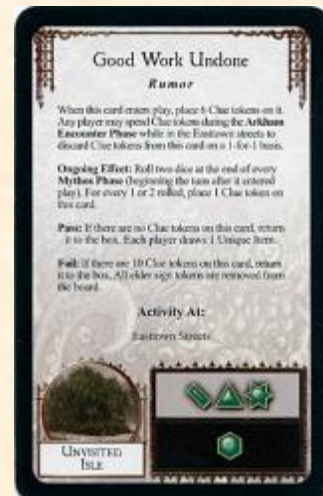 Good Work Undone
Rumor
When this card enters play, place 6 Clue tokens on it.
Any player may spend Clue tokens during the Arkham
Encounter Phase while in the Easttown streets to
discard Clue tokens from this card on a 1-for-1 basis.
Ongoing Effect: Roll two dice at the end of every
Mythos Phase (beginning the turn after it entered
play). For every 1 or 2 rolled, place 1 Clue token on
this card.
Pass: If there are no Clue tokens on this card, return
it to the box. Each player draws 1 Unique Item.
Fail: If there are 10 Clue tokens on this card, return
it to the box. All elder sign tokens are removed from
the board.
Activity At:
Easttown Streets
UNVISITED
ISLE